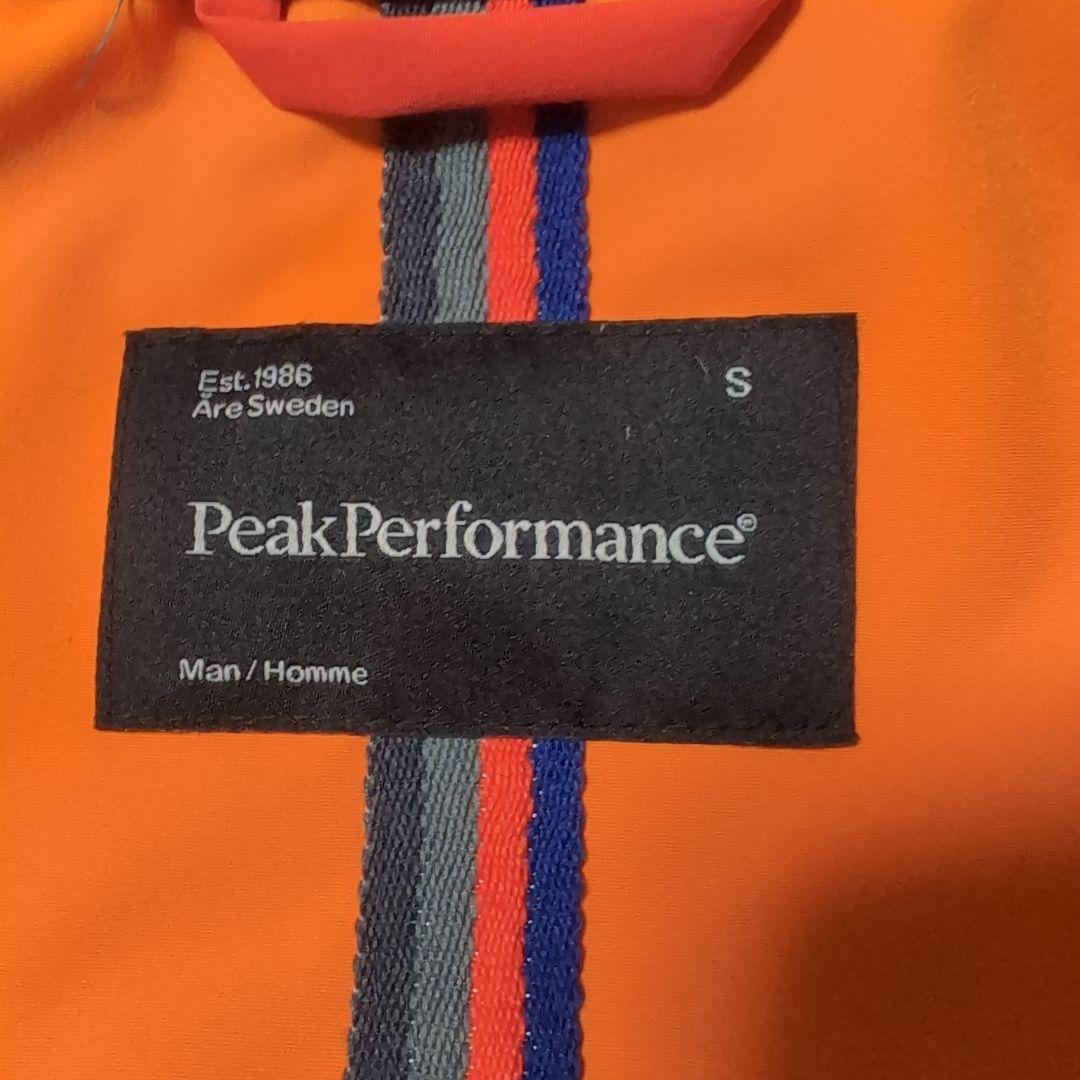 Est.1986
Åre Sweden
S
PeakPerformance®
Man / Homme